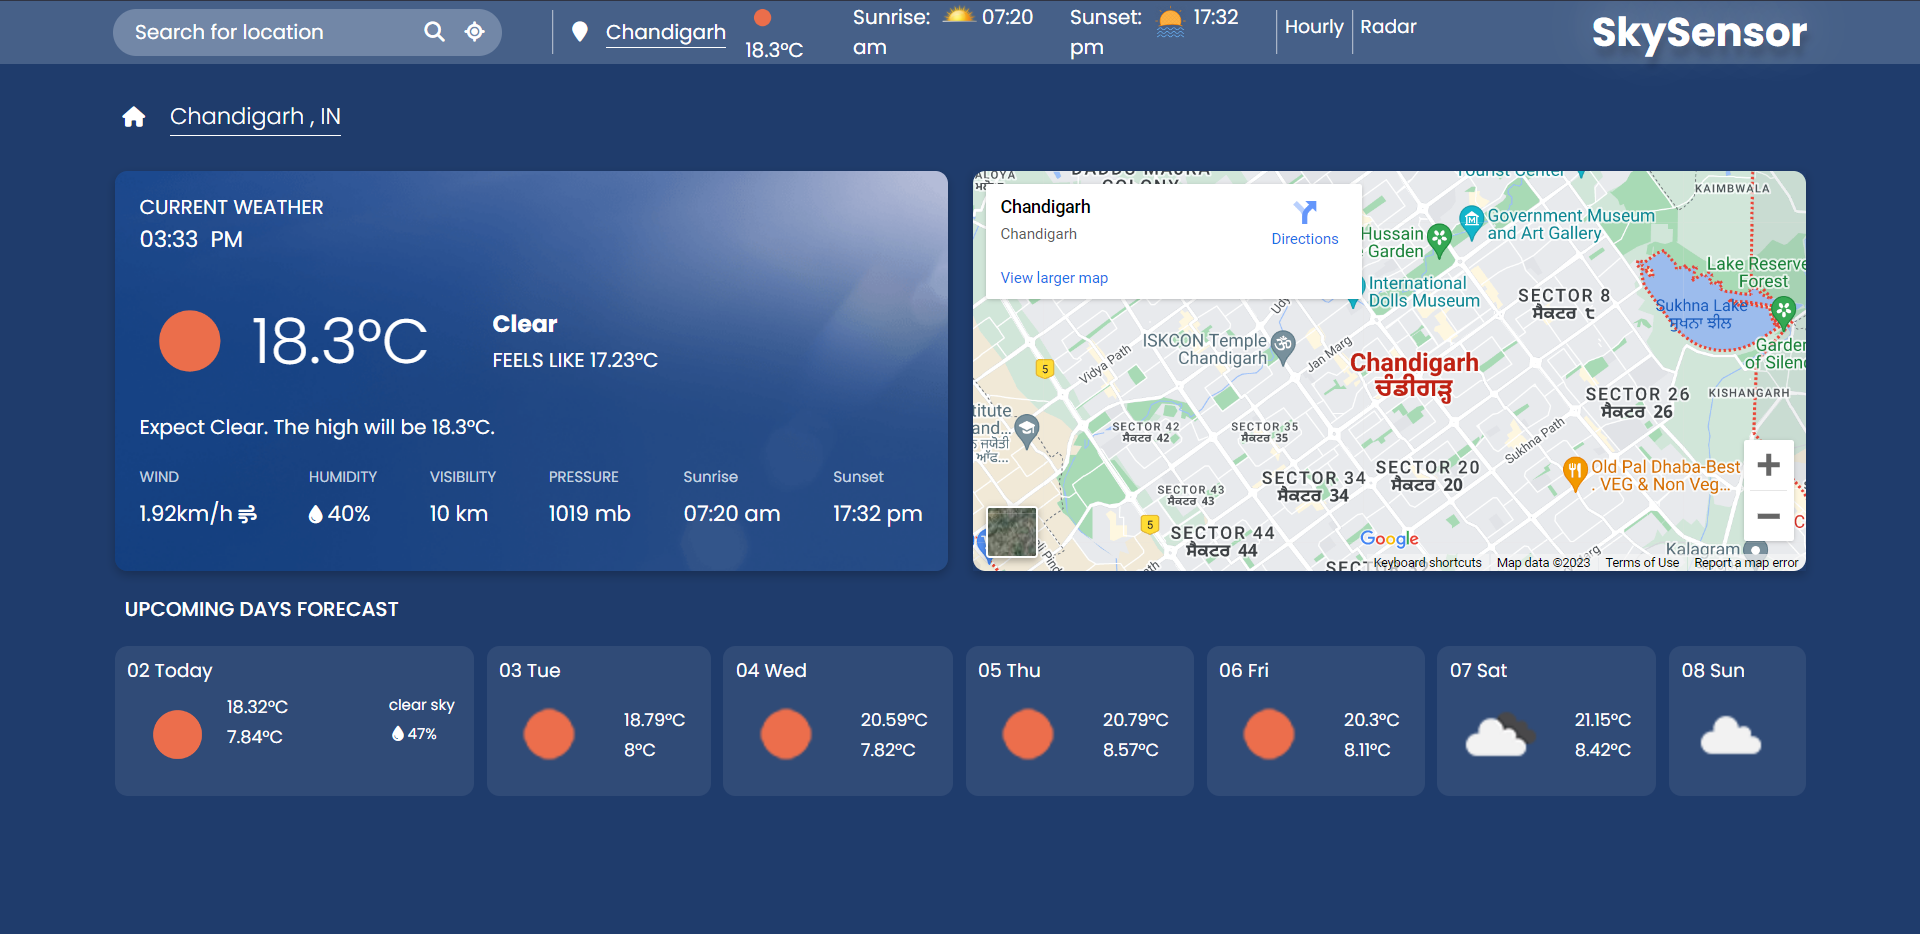 Search for location
Chandigarh
18.3°C
Sunrise: 07:20
am
Sunset: 17:32
pm
Hourly
Radar
SkySensor
Chandigarh , IN
CURRENT WEATHER
03:33 PM
18.3°C
Clear
FEELS LIKE 17.23°C
Expect Clear. The high will be 18.3°C.
WIND
HUMIDITY
VISIBILITY
PRESSURE
Sunrise
Sunset
1.92km/h
40%
10 km
1019 mb
07:20 am
17:32 pm
Chandigarh
Chandigarh
Directions
View larger map
KAIMBWALA
Government Museum
and Art Gallery
Hussain
Garden
International
Dolls Museum
Lake Reserve
Forest
SECTOR 8
ਸੈਕਟਰ ੮
Sukhna Lake
ਸੁਖਨਾ ਝੀਲ
Garden
of Silenc
ISKCON Temple
Chandigarh
Jan Marg
Vidya Path
5
Chandigarh
ਚੰਡੀਗੜ੍ਹ
SECTOR 26
ਸੈਕਟਰ 26
KISHANGARH
SECTOR 42
ਸੈਕਟਰ 42
SECTOR 35
ਸੈਕਟਰ 35
Sukhna Path
SECTOR 34
ਸੈਕਟਰ 34
SECTOR 20
ਸੈਕਟਰ 20
Old Pal Dhaba-Best
VEG & Non Veg...
SECTOR 43
ਸੈਕਟਰ 43
5
SECTOR 44
ਸੈਕਟਰ 44
Google
Kalagram
Keyboard shortcuts
Map data ©2023
Terms of Use
Report a map error
UPCOMING DAYS FORECAST
02 Today
18.32°C
7.84°C
clear sky
47%
03 Tue
18.79°C
8°C
04 Wed
20.59°C
7.82°C
05 Thu
20.79°C
8.57°C
06 Fri
20.3°C
8.11°C
07 Sat
21.15°C
8.42°C
08 Sun